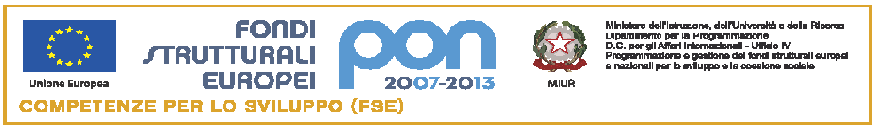 FONDI
STRUTTURALI
EUROPEI
pon
2007-2013
Unione Europea
MIUR
Ministero dell'Istruzione, dell'Università e della Ricerca
Dipartimento per la Programmazione
D.G. per gli Affari Internazionali - Ufficio IV
Programmazione e gestione dei fondi strutturali europei
e nazionali per lo sviluppo e la coesione sociale
COMPETENZE PER LO SVILUPPO (FSE)